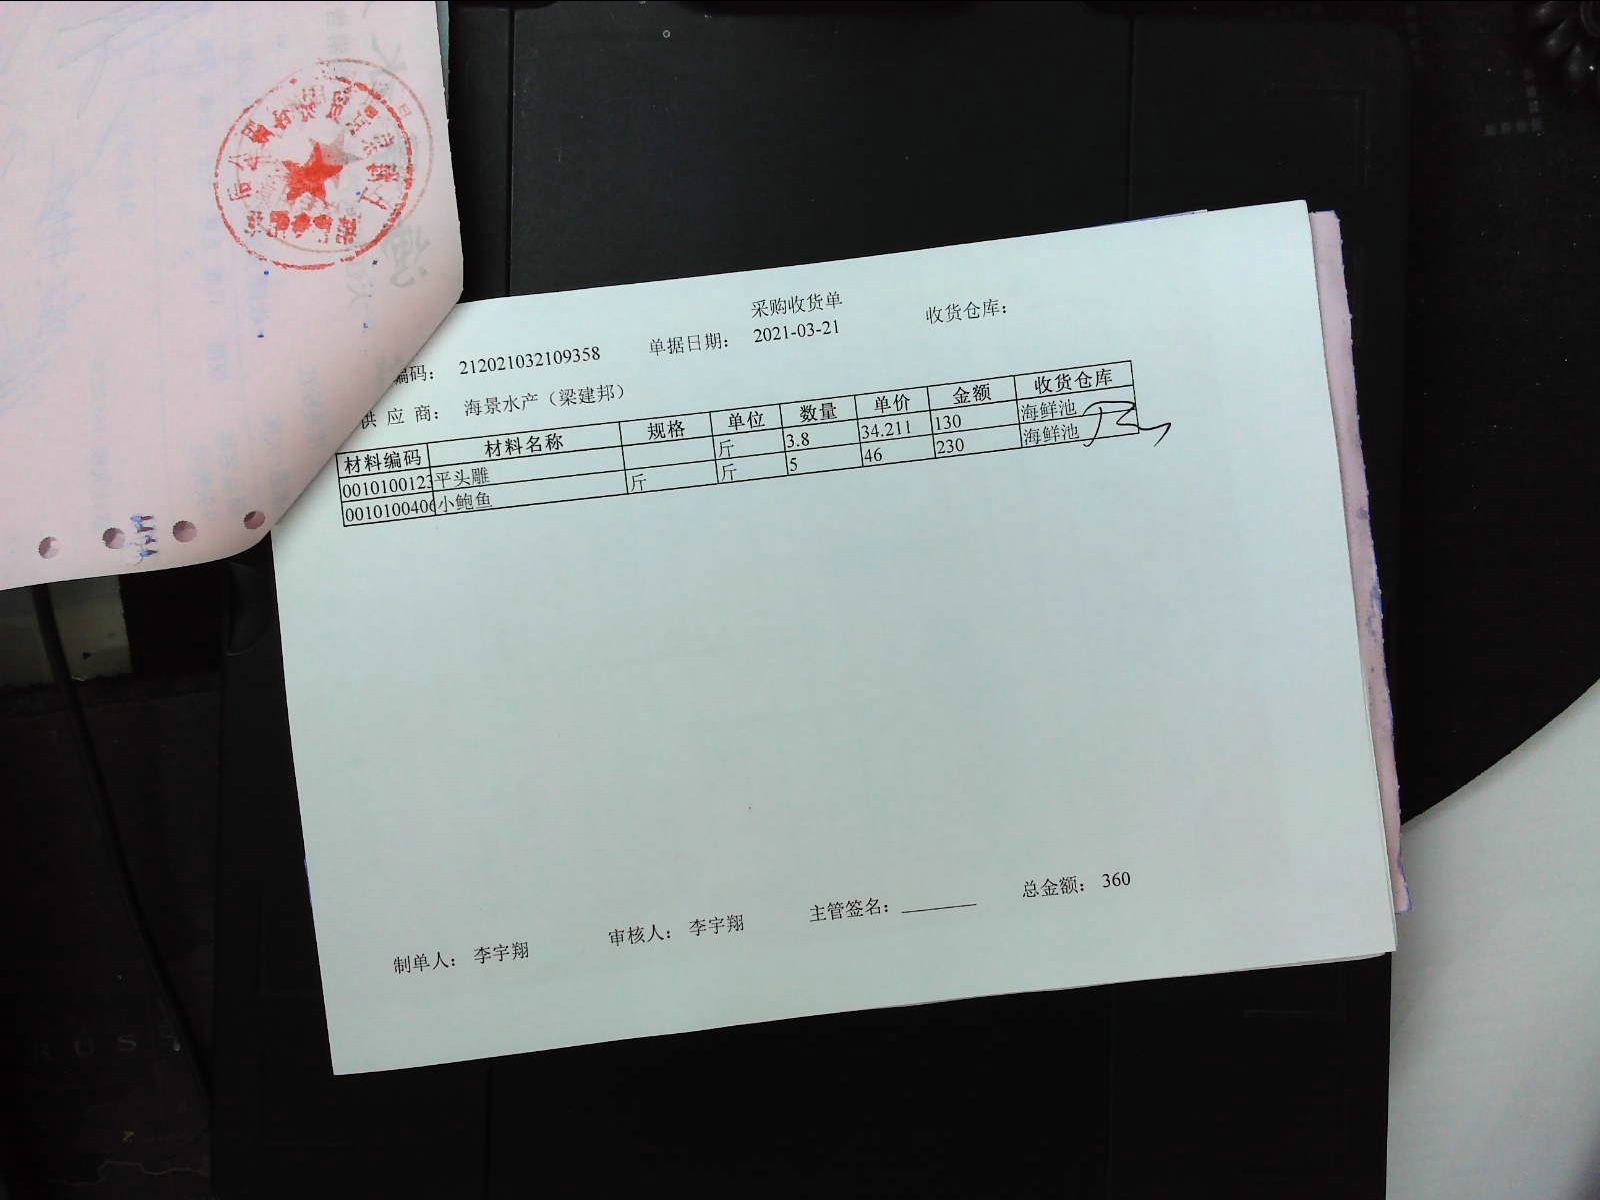 采购收货单
编码： 212021032109358 单据日期： 2021-03-21 收货仓库：
供 应 商： 海景水产（梁建邦）
材料编码 材料名称 规格 单位 数量 单价 金额 收货仓库
0010100123 平头雕 斤 3.8 34.211 130 海鲜池
0010100406 小鲍鱼 斤 斤 5 46 230 海鲜池
制单人： 李宇翔 审核人： 李宇翔 主管签名： 总金额： 360